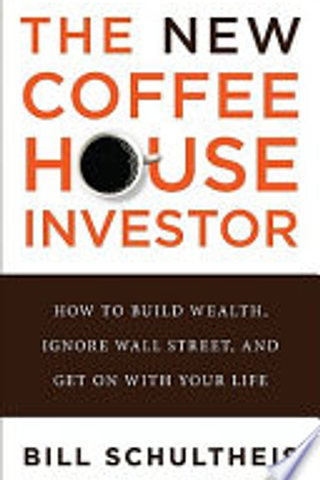 THE NEW
COFFEE
HOUSE
INVESTOR
HOW TO BUILD WEALTH,
IGNORE WALL STREET, AND
GET ON WITH YOUR LIFE
BILL SCHULTHEIS